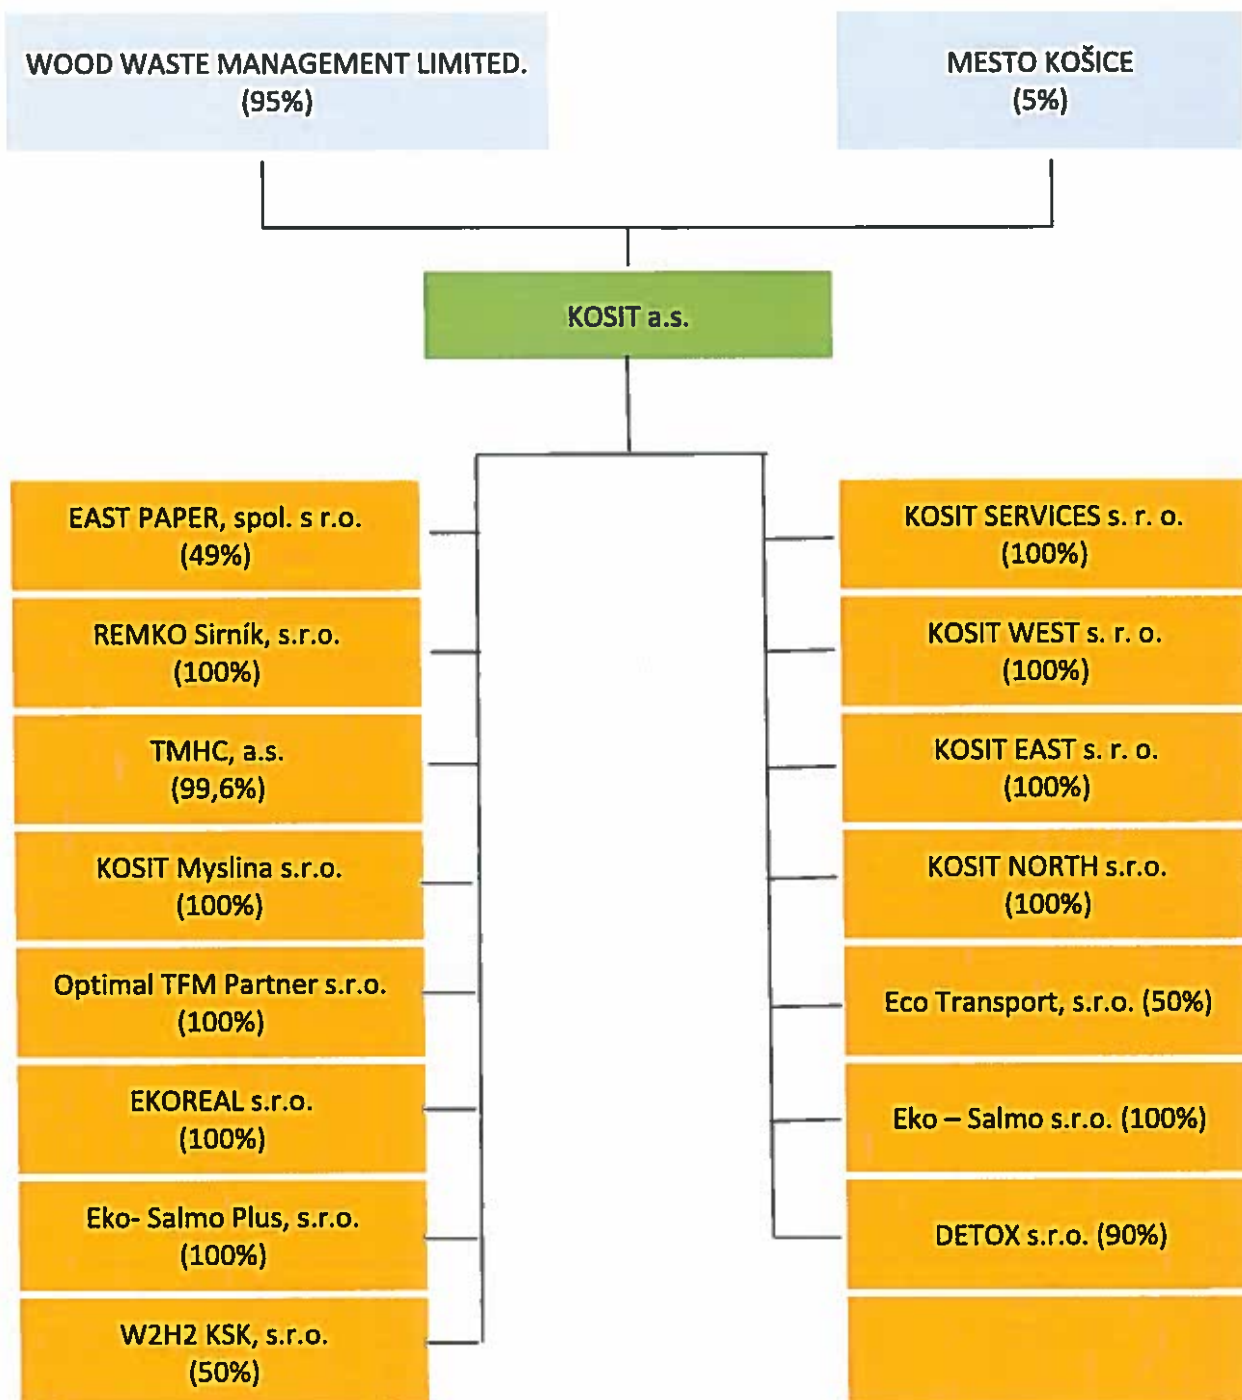 WOOD WASTE MANAGEMENT LIMITED.
(95%)
MESTO KOŠICE
(5%)
KOSIT a.s.
EAST PAPER, spol. s r.o.
(49%)
REMKO Sirník, s.r.o.
(100%)
TMHC, a.s.
(99,6%)
KOSIT Myslina s.r.o.
(100%)
Optimal TFM Partner s.r.o.
(100%)
EKOREAL s.r.o.
(100%)
Eko- Salmo Plus, s.r.o.
(100%)
W2H2 KSK, s.r.o.
(50%)
KOSIT SERVICES s. r. o.
(100%)
KOSIT WEST s. r. o.
(100%)
KOSIT EAST s. r. o.
(100%)
KOSIT NORTH s.r.o.
(100%)
Eco Transport, s.r.o. (50%)
Eko – Salmo s.r.o. (100%)
DETOX s.r.o. (90%)